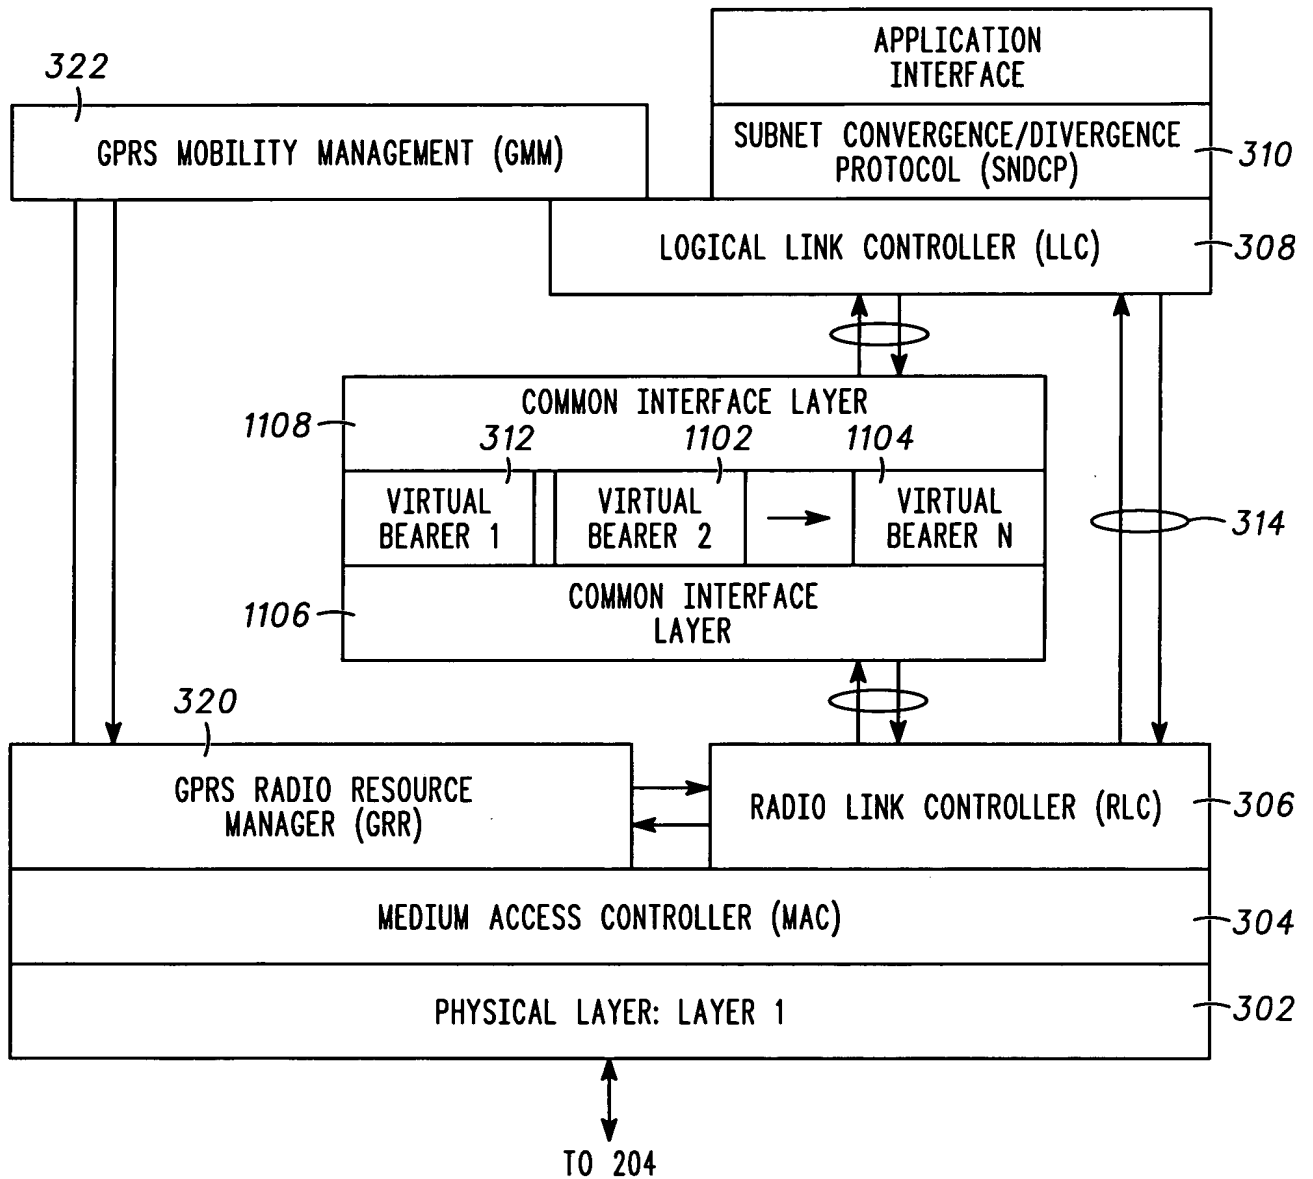 APPLICATION
INTERFACE
322
GPRS MOBILITY MANAGEMENT (GMM)
SUBNET CONVERGENCE/DIVERGENCE
PROTOCOL (SNDCP)
310
LOGICAL LINK CONTROLLER (LLC)
308
COMMON INTERFACE LAYER
1108
312
1102
1104
VIRTUAL
BEARER 1
VIRTUAL
BEARER 2
VIRTUAL
BEARER N
314
COMMON INTERFACE
LAYER
1106
320
GPRS RADIO RESOURCE
MANAGER (GRR)
RADIO LINK CONTROLLER (RLC)
306
MEDIUM ACCESS CONTROLLER (MAC)
304
PHYSICAL LAYER: LAYER 1
302
TO 204